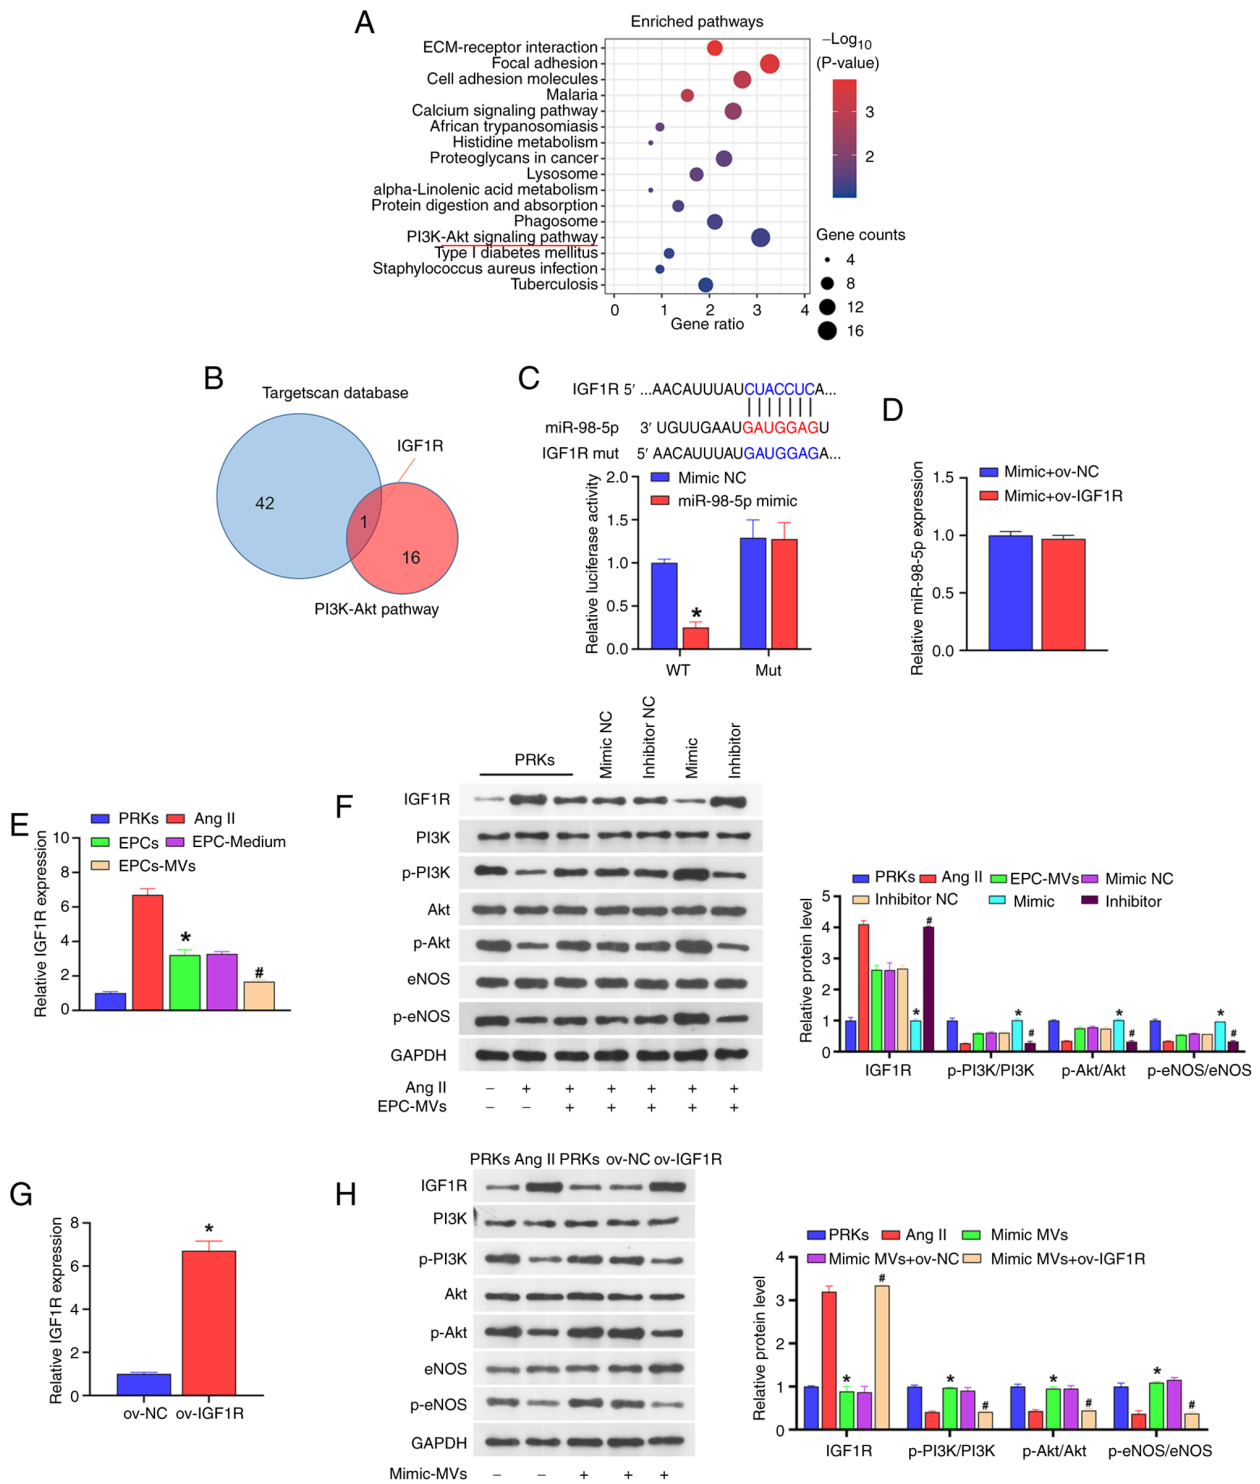 A
Enriched pathways
ECM-receptor interaction
Focal adhesion
Cell adhesion molecules
Malaria
Calcium signaling pathway
African trypanosomiasis
Histidine metabolism
Proteoglycans in cancer
Lysosome
alpha-Linolenic acid metabolism
Protein digestion and absorption
Phagosome
PI3K-Akt signaling pathway
Type I diabetes mellitus
Staphylococcus aureus infection
Tuberculosis
0 1 2 3 4
Gene ratio
−Log10
(P-value)
3
2
Gene counts
4
8
12
16
B
Targetscan database
IGF1R
42
1
16
PI3K-Akt pathway
C
IGF1R 5′ ...AACAUUUAUCUACCUCA...
miR-98-5p 3′ UGUUGAAUGAUGGAGU
IGF1R mut 5′ AACAUUUAUGAUGGAGA...
Mimic NC
miR-98-5p mimic
Relative luciferase activity
2.0
1.5
1.0
0.5
0.0
*
WT Mut
D
Mimic+ov-NC
Mimic+ov-IGF1R
Relative miR-98-5p expression
1.5
1.0
0.5
0.0
E
PRKs Ang II
EPCs EPC-Medium
EPCs-MVs
Relative IGF1R expression
10
8
6
4
2
0
*
#
F
PRKs Mimic NC Inhibitor NC Mimic Inhibitor
IGF1R
PI3K
p-PI3K
Akt
p-Akt
eNOS
p-eNOS
GAPDH
Ang II − + + + + + +
EPC-MVs − − + + + + +
PRKs Ang II EPC-MVs Mimic NC
Inhibitor NC Mimic Inhibitor
Relative protein level
5
4
3
2
1
0
* # * # * # * #
IGF1R p-PI3K/PI3K p-Akt/Akt p-eNOS/eNOS
G
Relative IGF1R expression
8
6
4
2
0
*
ov-NC ov-IGF1R
H
PRKs Ang II PRKs ov-NC ov-IGF1R
IGF1R
PI3K
p-PI3K
Akt
p-Akt
eNOS
p-eNOS
GAPDH
Mimic-MVs − − + + +
PRKs Ang II Mimic MVs
Mimic MVs+ov-NC Mimic MVs+ov-IGF1R
Relative protein level
4
3
2
1
0
* # * # * # * #
IGF1R p-PI3K/PI3K p-Akt/Akt p-eNOS/eNOS